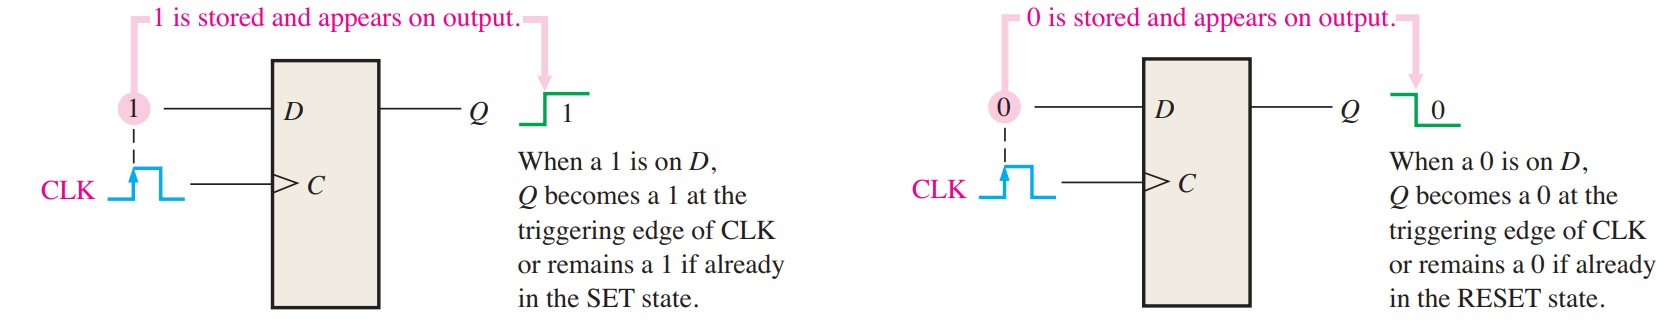 1 is stored and appears on output.
1
D
Q
1
CLK
C
When a 1 is on D,
Q becomes a 1 at the
triggering edge of CLK
or remains a 1 if already
in the SET state.
0 is stored and appears on output.
0
D
Q
0
CLK
C
When a 0 is on D,
Q becomes a 0 at the
triggering edge of CLK
or remains a 0 if already
in the RESET state.